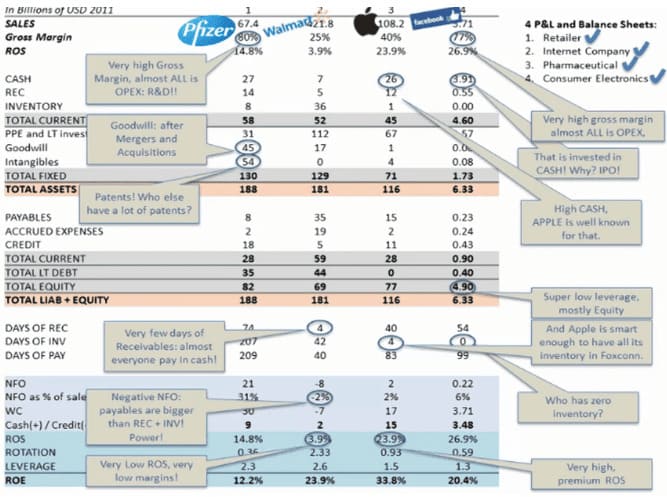 In Billions of USD 2011 1 2 3 4
SALES 67.4 421.8 108.2 3.71
Gross Margin 80% 25% 40% 77%
ROS 14.8% 3.9% 23.9% 26.9%
Pfizer
Walmart
facebook
4 P&L and Balance Sheets:
1. Retailer
2. Internet Company
3. Pharmaceutical
4. Consumer Electronics
Very high Gross
Margin, almost ALL is
OPEX: R&D!!
CASH 27 7 26 3.91
REC 14 5 12 0.55
INVENTORY 8 36 1 0.00
TOTAL CURRENT 58 52 45 4.60
PPE and LT invest 31 112 67 .57
Goodwill 45 17 1
Intangibles 54 0 4 0.08
TOTAL FIXED 130 129 71 1.73
TOTAL ASSETS 188 181 116 6.33
Goodwill: after
Mergers and
Acquisitions
Very high gross margin
almost ALL is OPEX,
That is invested in
CASH! Why? IPO!
Patents! Who else
have a lot of patents?
High CASH,
APPLE is well known
for that.
PAYABLES 8 35 15 0.23
ACCRUED EXPENSES 2 19 2 0.24
CREDIT 18 5 11 0.43
TOTAL CURRENT 28 59 28 0.90
TOTAL LT DEBT 35 44 0 0.40
TOTAL EQUITY 82 69 77 4.90
TOTAL LIAB + EQUITY 188 181 116 6.33
Super low leverage,
mostly Equity
DAYS OF REC 74 4 40 54
DAYS OF INV 207 42 4 0
DAYS OF PAY 209 40 83 99
Very few days of
Receivables: almost
everyone pay in cash!
And Apple is smart
enough to have all its
inventory in Foxconn.
NFO 21 -8 2 0.22
NFO as % of sale 31% -2% 2% 6%
WC 30 -7 17 3.71
Cash(+) / Credit( 9 2 15 3.48
ROS 14.8% 3.9% 23.9% 26.9%
ROTATION 0.36 2.33 0.93 0.59
LEVERAGE 2.3 2.6 1.5 1.3
ROE 12.2% 23.9% 33.8% 20.4%
Negative NFO:
payables are bigger
than REC + INV!
Power!
Who has zero
inventory?
Very Low ROS, very
low margins!
Very high,
premium ROS